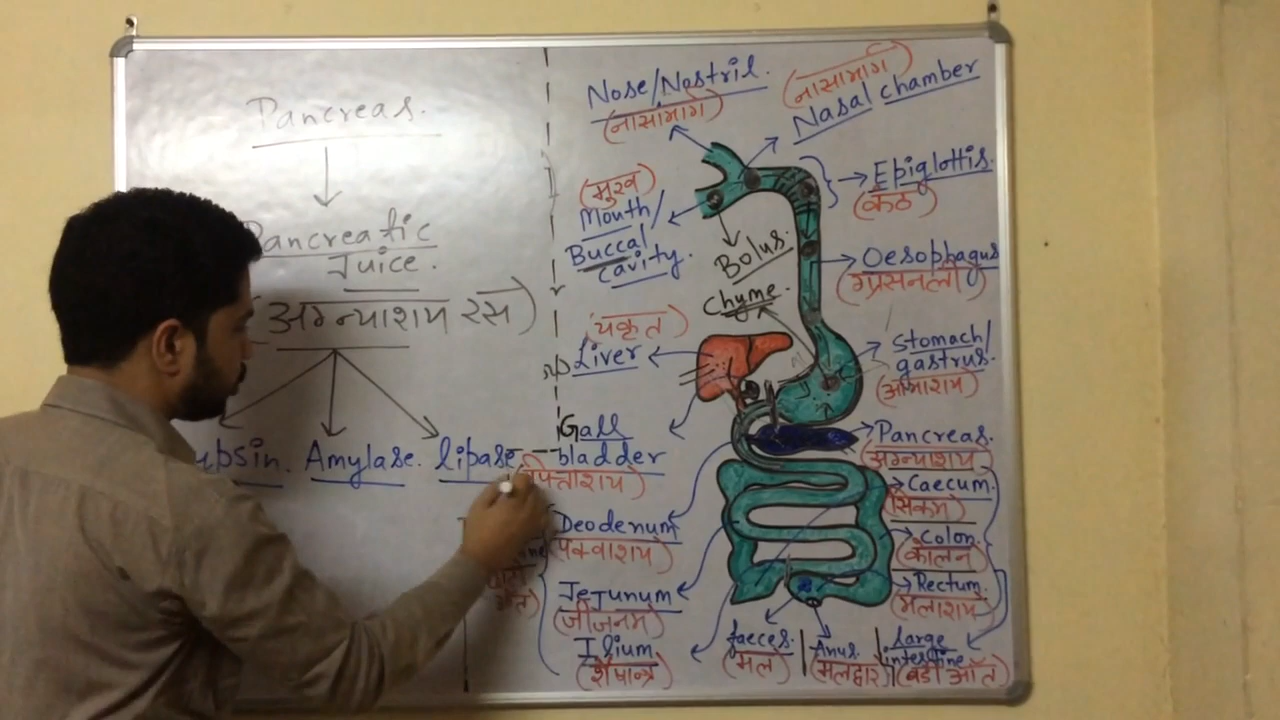 Pancreas.
Pancreatic
Juice.
(अग्न्याशय रस)
Amylase.
lipase
Nose/Nostril.
(नासामार्ग)
(नासामार्ग)
Nasal chamber
(मुख)
Mouth/
Buccal
cavity.
Bolus.
chyme.
Epiglottis.
(कंठ)
Oesophagus
(ग्रसनली)
(यकृत)
Liver
stomach/
gastrus.
(आमाशय)
Gall
bladder
पित्ताशय)
Pancreas.
(अग्न्याशय)
Caecum.
(सिकम)
colon.
(कोलन)
Rectum.
(मलाशय)
Deodenum
(पक्वाशय)
Jejunum
(जीजनम)
Ilium.
(शेषान्त्र)
faeces.
(मल)
Anus.
(मलद्वार)
large
intestine
(बडी आँत)